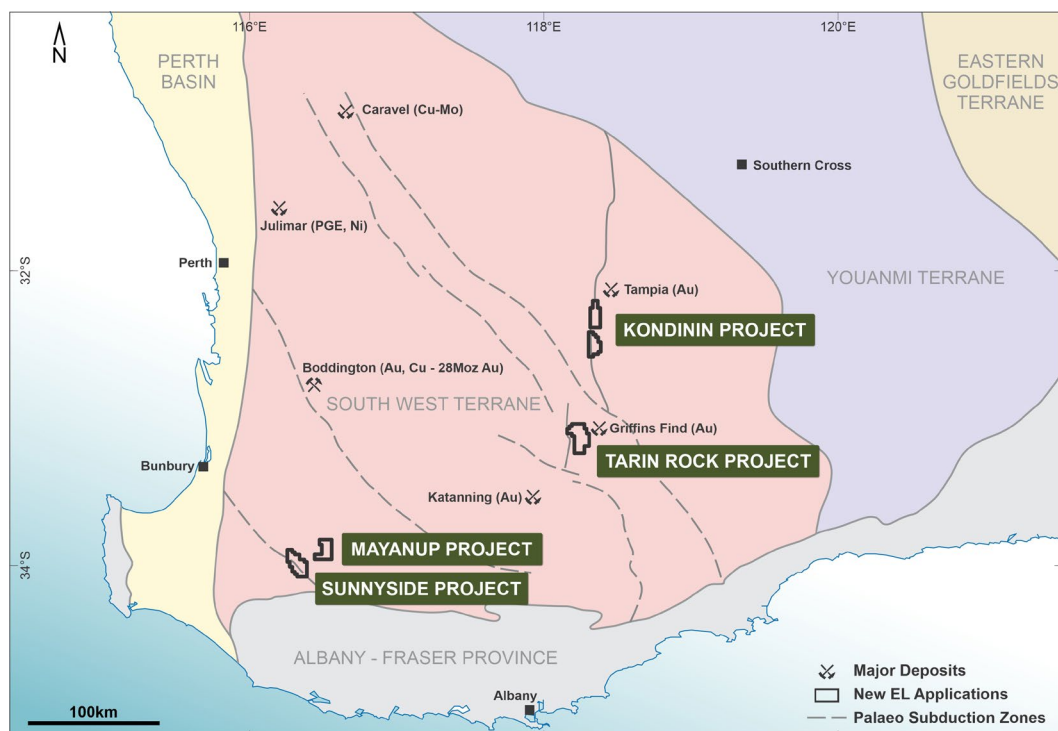 116°E
118°E
120°E
N
PERTH
BASIN
EASTERN
GOLDFIELDS
TERRANE
Caravel (Cu-Mo)
Southern Cross
Julimar (PGE, Ni)
Perth
32°S
YOUANMI TERRANE
Tampia (Au)
KONDININ PROJECT
Boddington (Au, Cu - 28Moz Au)
SOUTH WEST TERRANE
Griffins Find (Au)
TARIN ROCK PROJECT
Bunbury
Katanning (Au)
MAYANUP PROJECT
34°S
34°S
SUNNYSIDE PROJECT
ALBANY - FRASER PROVINCE
Albany
100km
Major Deposits
New EL Applications
Palaeo Subduction Zones